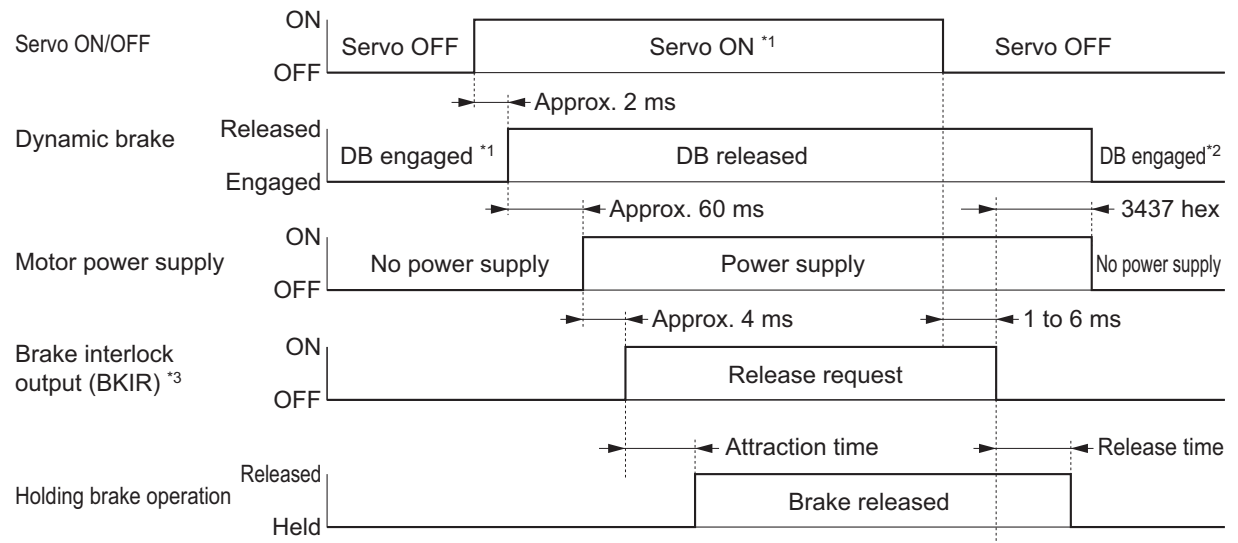 ON
Servo ON/OFF
Servo OFF
Servo ON *1
Servo OFF
OFF
Approx. 2 ms
Released
Dynamic brake
DB engaged *1
DB released
DB engaged*2
Engaged
Approx. 60 ms
3437 hex
ON
Motor power supply
No power supply
Power supply
No power supply
OFF
Approx. 4 ms
1 to 6 ms
Brake interlock
output (BKIR) *3
ON
Release request
OFF
Attraction time
Release time
Released
Holding brake operation
Brake released
Held